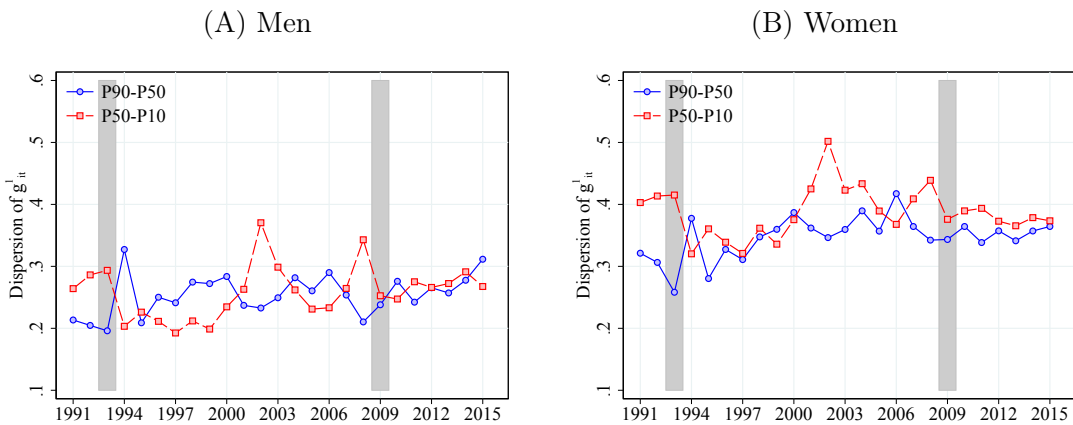 (A) Men
Dispersion of g¹ᵢₜ
.1 .2 .3 .4 .5 .6
P90-P50
P50-P10
1991 1994 1997 2000 2003 2006 2009 2012 2015
(B) Women
Dispersion of g¹ᵢₜ
.1 .2 .3 .4 .5 .6
P90-P50
P50-P10
1991 1994 1997 2000 2003 2006 2009 2012 2015